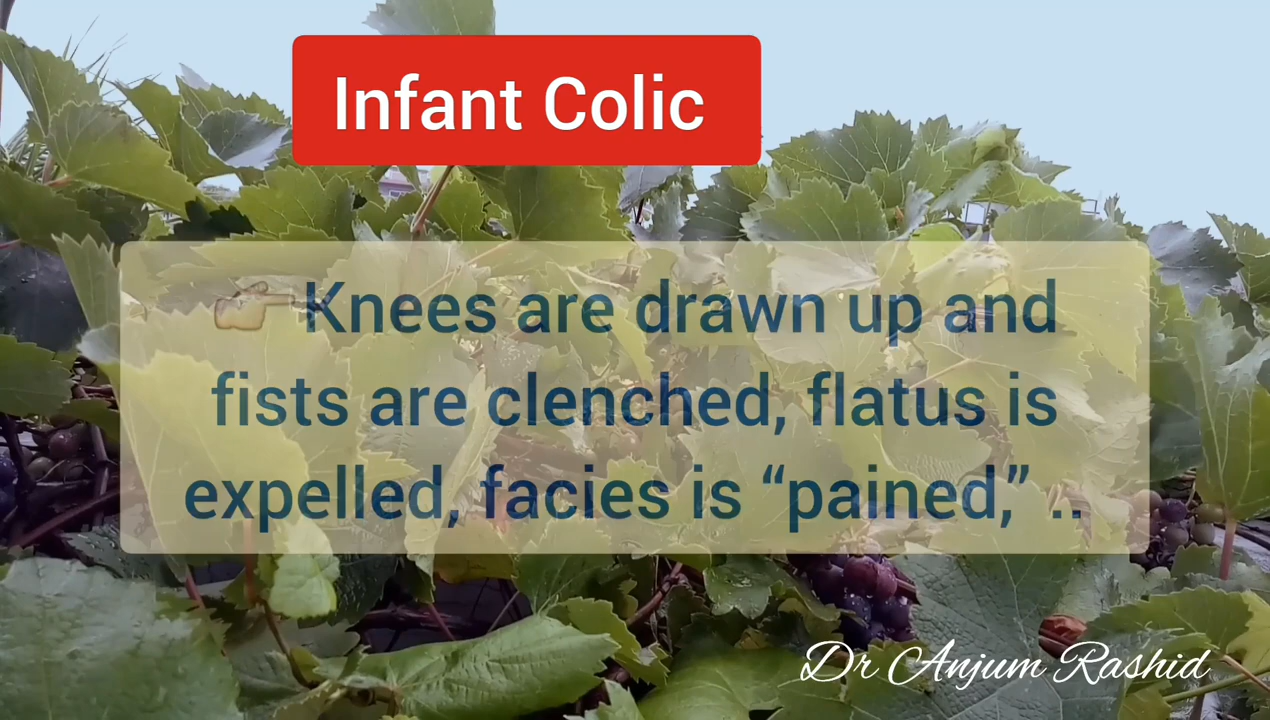 Infant Colic
👉 Knees are drawn up and
fists are clenched, flatus is
expelled, facies is “pained,”..
Dr Anjum Rashid